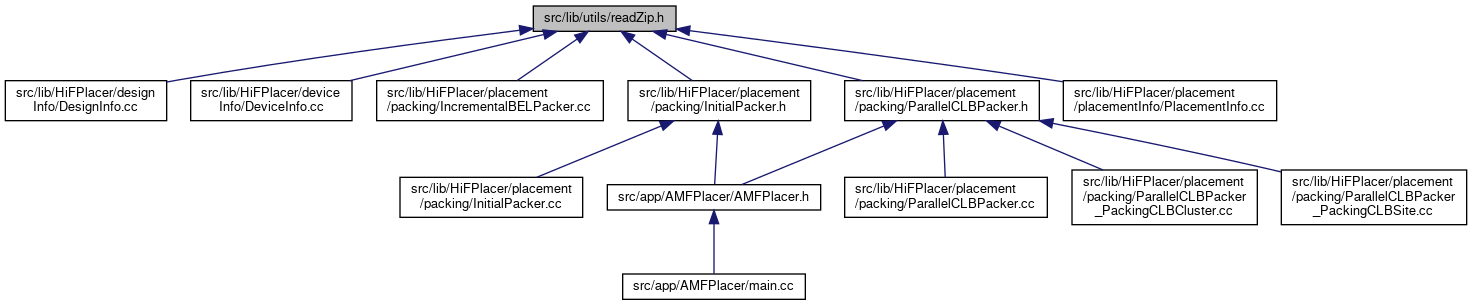 src/lib/utils/readZip.h
src/lib/HiFPlacer/design
Info/DesignInfo.cc
src/lib/HiFPlacer/device
Info/DeviceInfo.cc
src/lib/HiFPlacer/placement
/packing/IncrementalBELPacker.cc
src/lib/HiFPlacer/placement
/packing/InitialPacker.h
src/lib/HiFPlacer/placement
/packing/ParallelCLBPacker.h
src/lib/HiFPlacer/placement
/placementInfo/PlacementInfo.cc
src/lib/HiFPlacer/placement
/packing/InitialPacker.cc
src/app/AMFPlacer/AMFPlacer.h
src/lib/HiFPlacer/placement
/packing/ParallelCLBPacker.cc
src/lib/HiFPlacer/placement
/packing/ParallelCLBPacker
_PackingCLBCluster.cc
src/lib/HiFPlacer/placement
/packing/ParallelCLBPacker
_PackingCLBSite.cc
src/app/AMFPlacer/main.cc